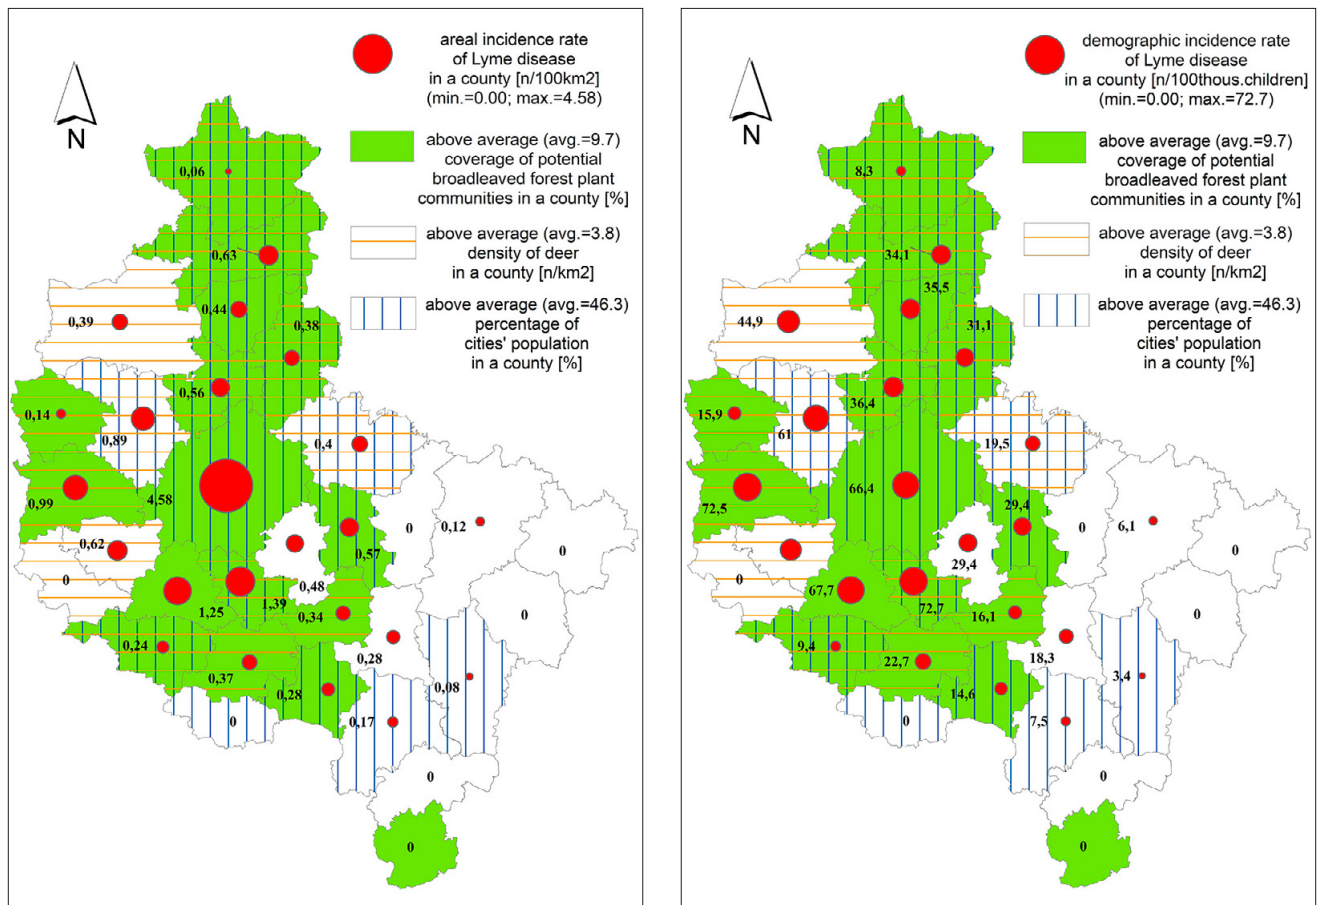 areal incidence rate
of Lyme disease
in a county [n/100km2]
(min.=0.00; max.=4.58)
N
above average (avg.=9.7)
coverage of potential
broadleaved forest plant
communities in a county [%]
above average (avg.=3.8)
density of deer
in a county [n/km2]
above average (avg.=46.3)
percentage of
cities' population
in a county [%]
0,06
0,63
0,44
0,39
0,38
0,56
0,14
0,89
0,4
0,99
4,58
0
0,12
0
0,62
0,57
0
0,48
1,25
1,39
0,34
0
0,24
0,28
0,37
0,28
0,08
0
0,17
0
0
demographic incidence rate
of Lyme disease
in a county [n/100thous.children]
(min.=0.00; max.=72.7)
N
above average (avg.=9.7)
coverage of potential
broadleaved forest plant
communities in a county [%]
above average (avg.=3.8)
density of deer
in a county [n/km2]
above average (avg.=46.3)
percentage of
cities' population
in a county [%]
8,3
34,1
35,5
44,9
31,1
36,4
15,9
61
19,5
66,4
72,5
29,4
0
6,1
0
29,4
0
67,7
72,7
16,1
0
9,4
22,7
18,3
14,6
3,4
0
7,5
0
0